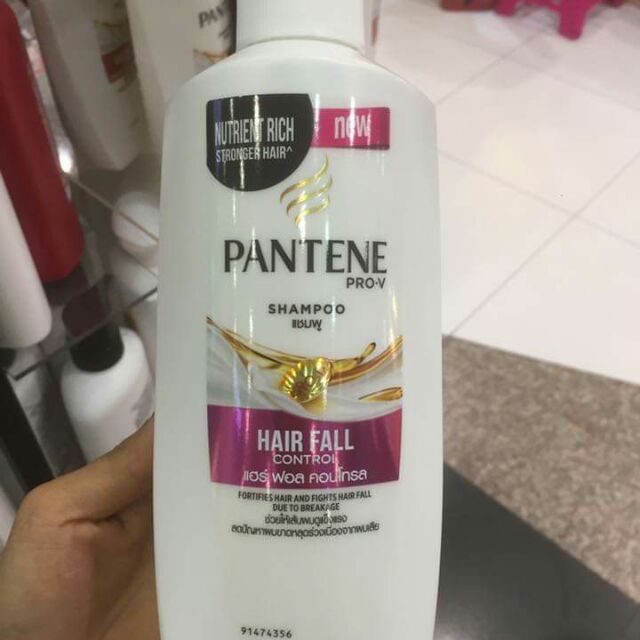 NUTRIENT RICH
STRONGER HAIR^
new
PANTENE
PRO-V
SHAMPOO
แชมพู
HAIR FALL
CONTROL
แฮร์ ฟอล คอนโทรล
FORTIFIES HAIR AND FIGHTS HAIR FALL
DUE TO BREAKAGE
ช่วยให้เส้นผมดูแข็งแรง
ลดปัญหาผมขาดหลุดร่วงเนื่องจากผมเสีย
91474356